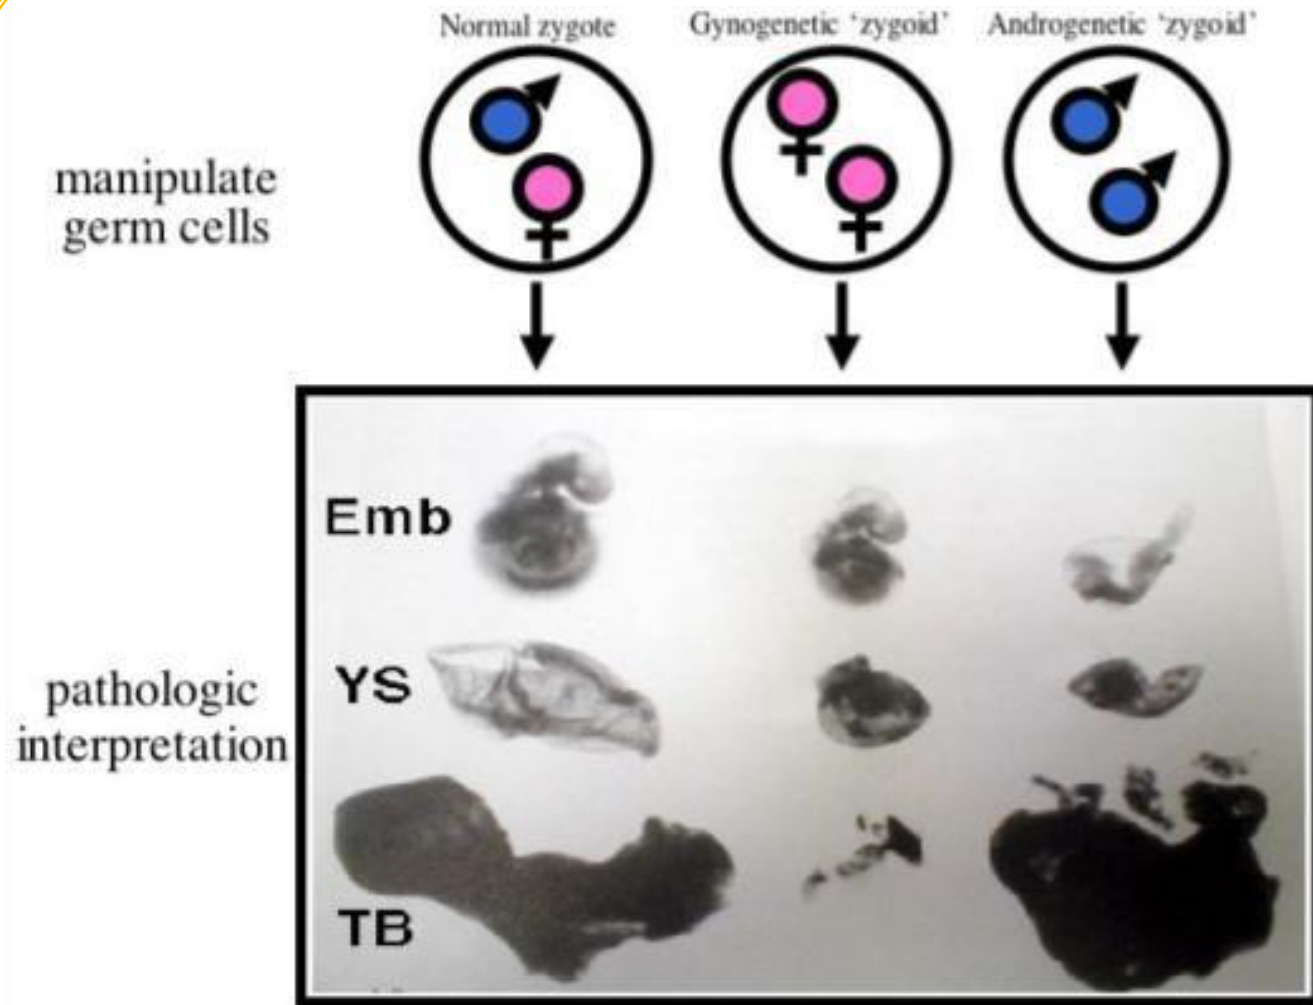 Normal zygote
Gynogenetic ‘zygoid’
Androgenetic ‘zygoid’
manipulate
germ cells
Emb
YS
pathologic
interpretation
TB